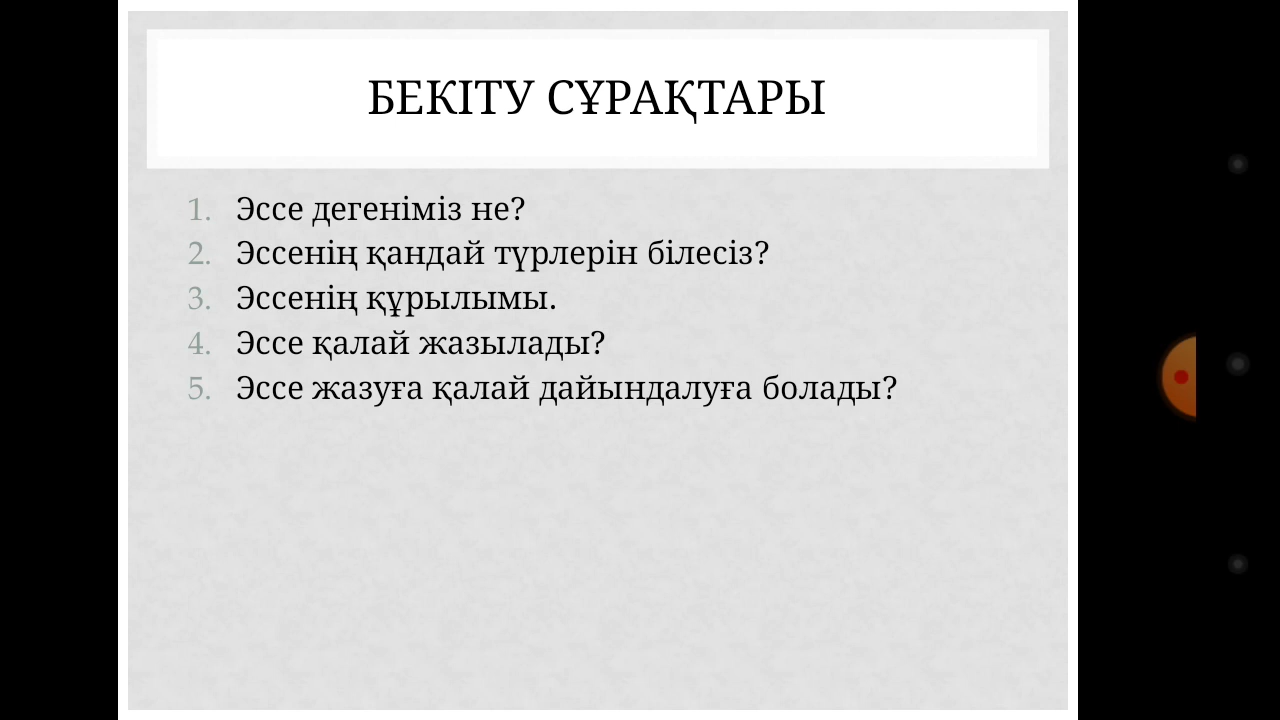 БЕКІТУ СҰРАҚТАРЫ
1. Эссе дегеніміз не?
2. Эссенің қандай түрлерін білесіз?
3. Эссенің құрылымы.
4. Эссе қалай жазылады?
5. Эссе жазуға қалай дайындалуға болады?